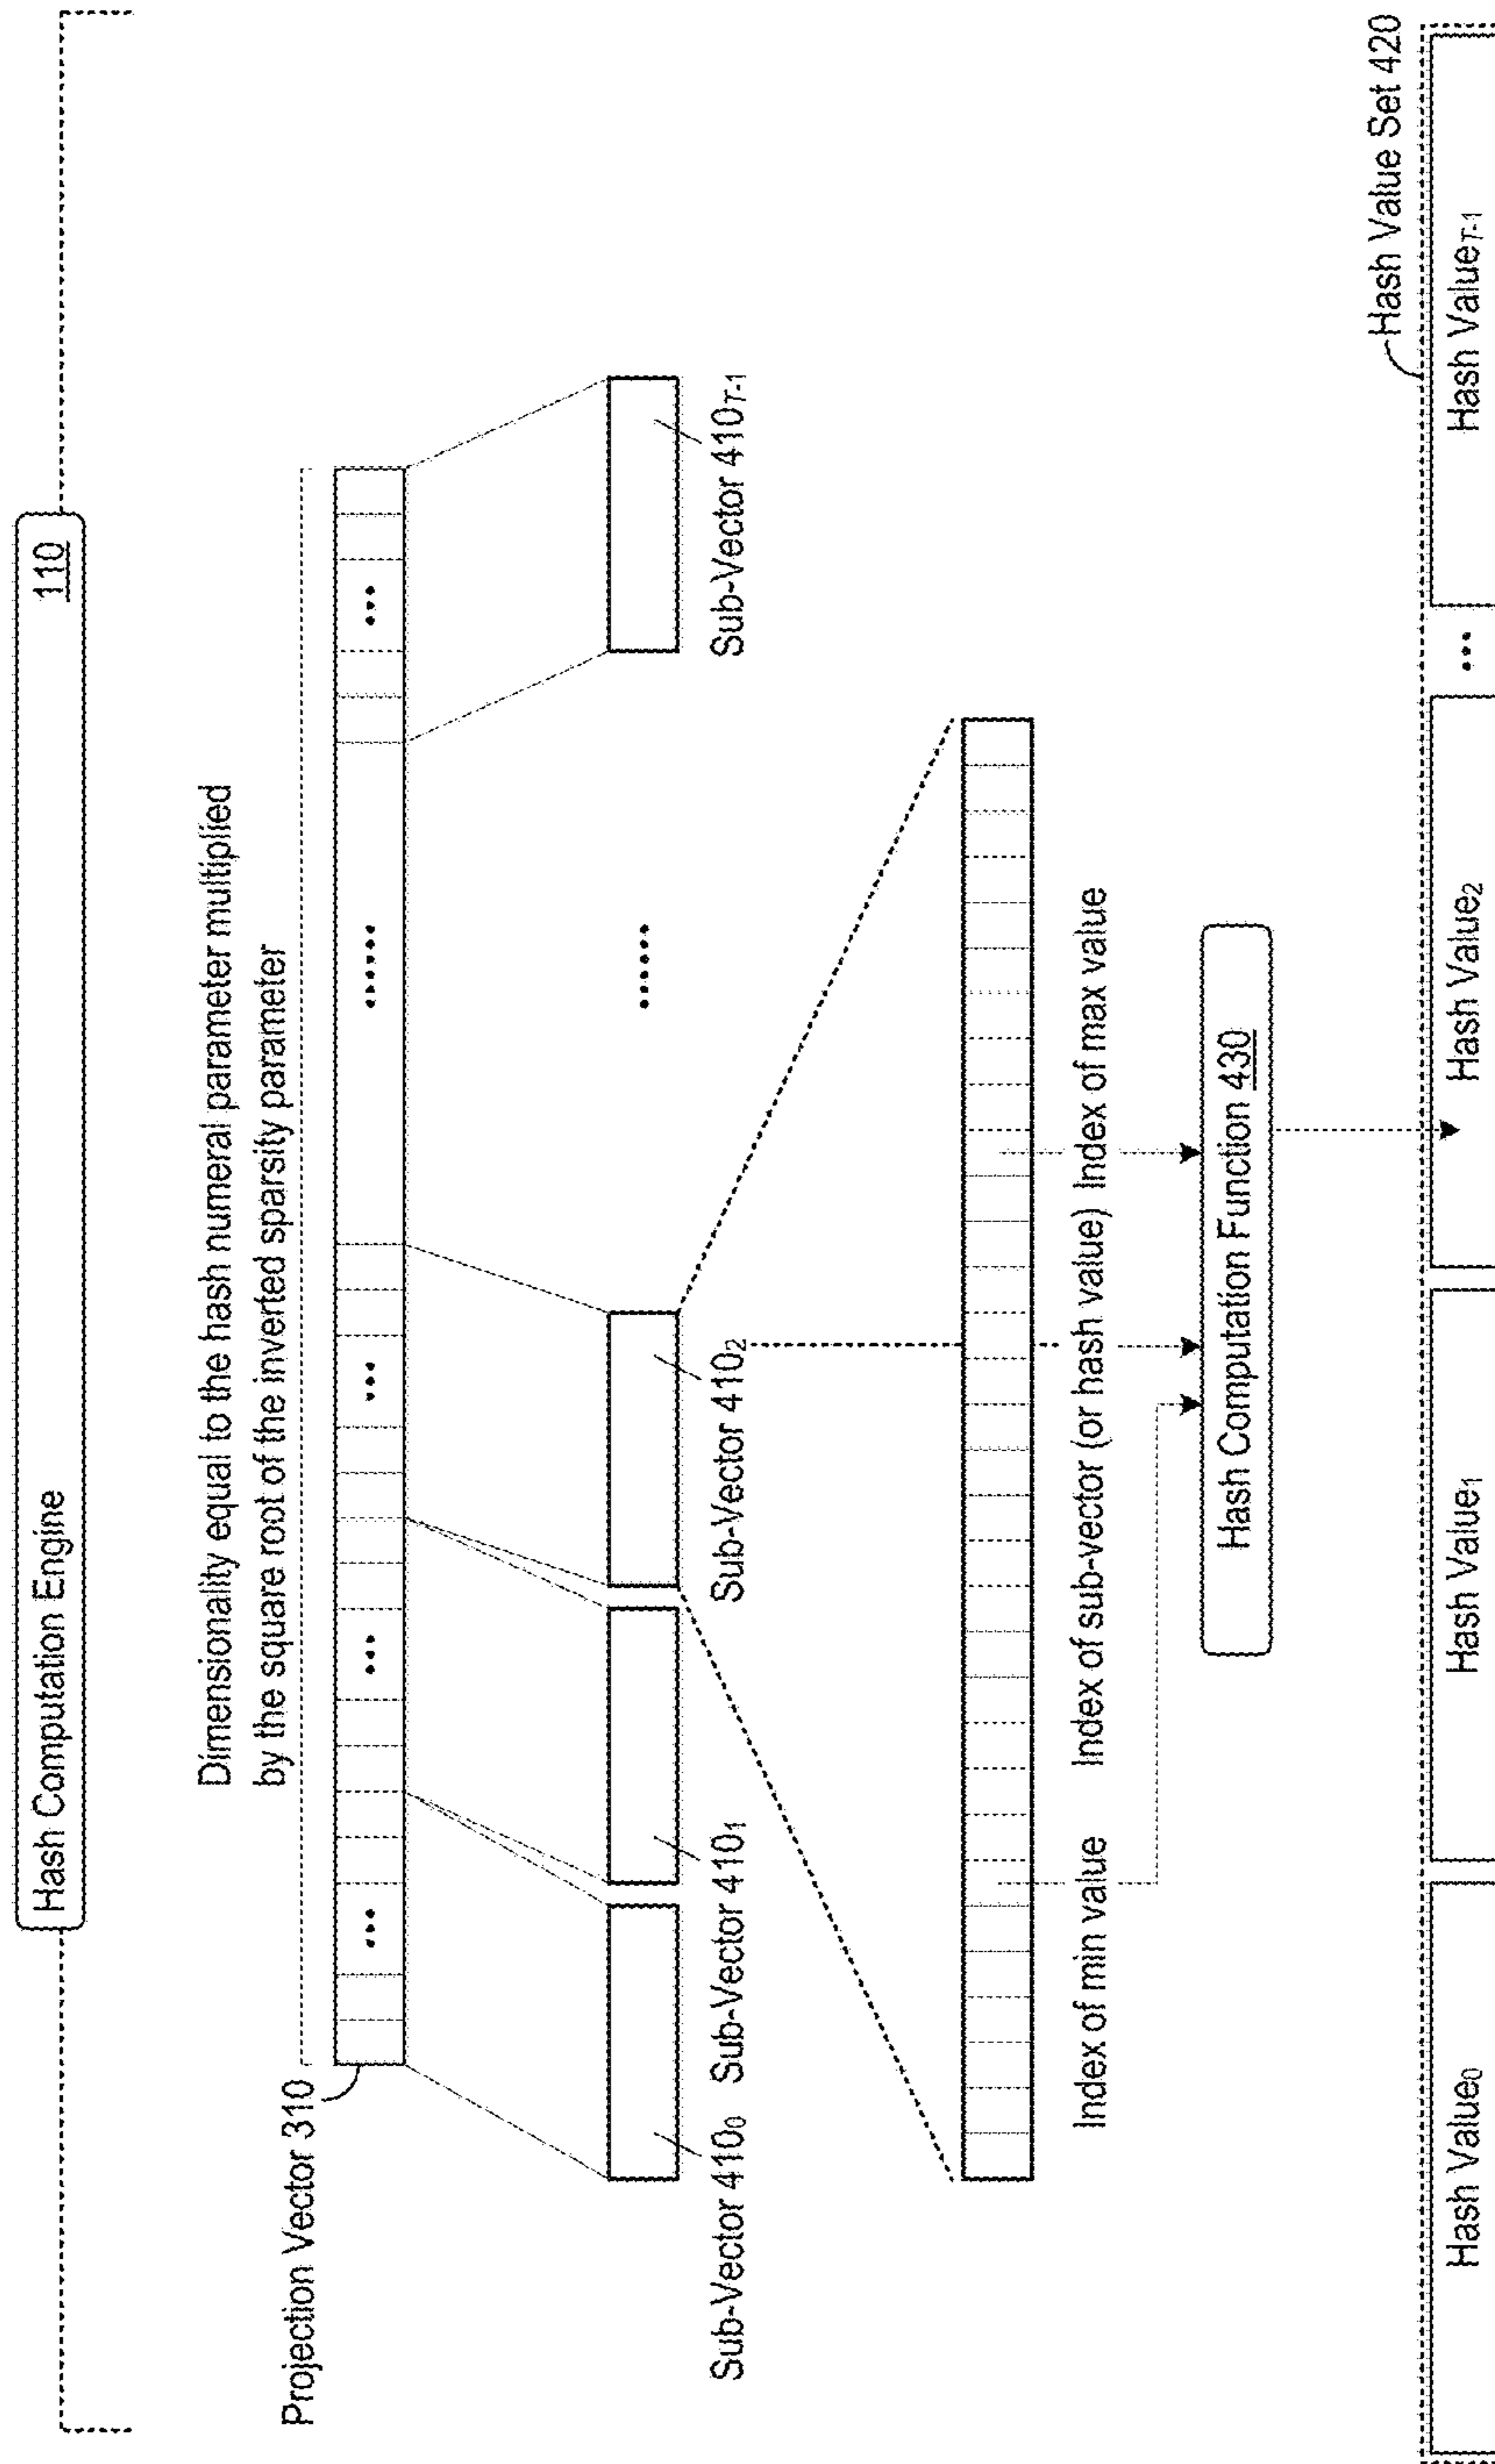 Hash Computation Engine 110
Dimensionality equal to the hash numeral parameter multiplied
by the square root of the inverted sparsity parameter
Projection Vector 310
... ... ... ...... ...
......
Sub-Vector 410₀ Sub-Vector 410₁ Sub-Vector 410₂ Sub-Vector 410T-1
Index of min value Index of sub-vector (or hash value) Index of max value
Hash Computation Function 430
Hash Value Set 420
Hash Value₀ Hash Value₁ Hash Value₂ ... Hash ValueT-1